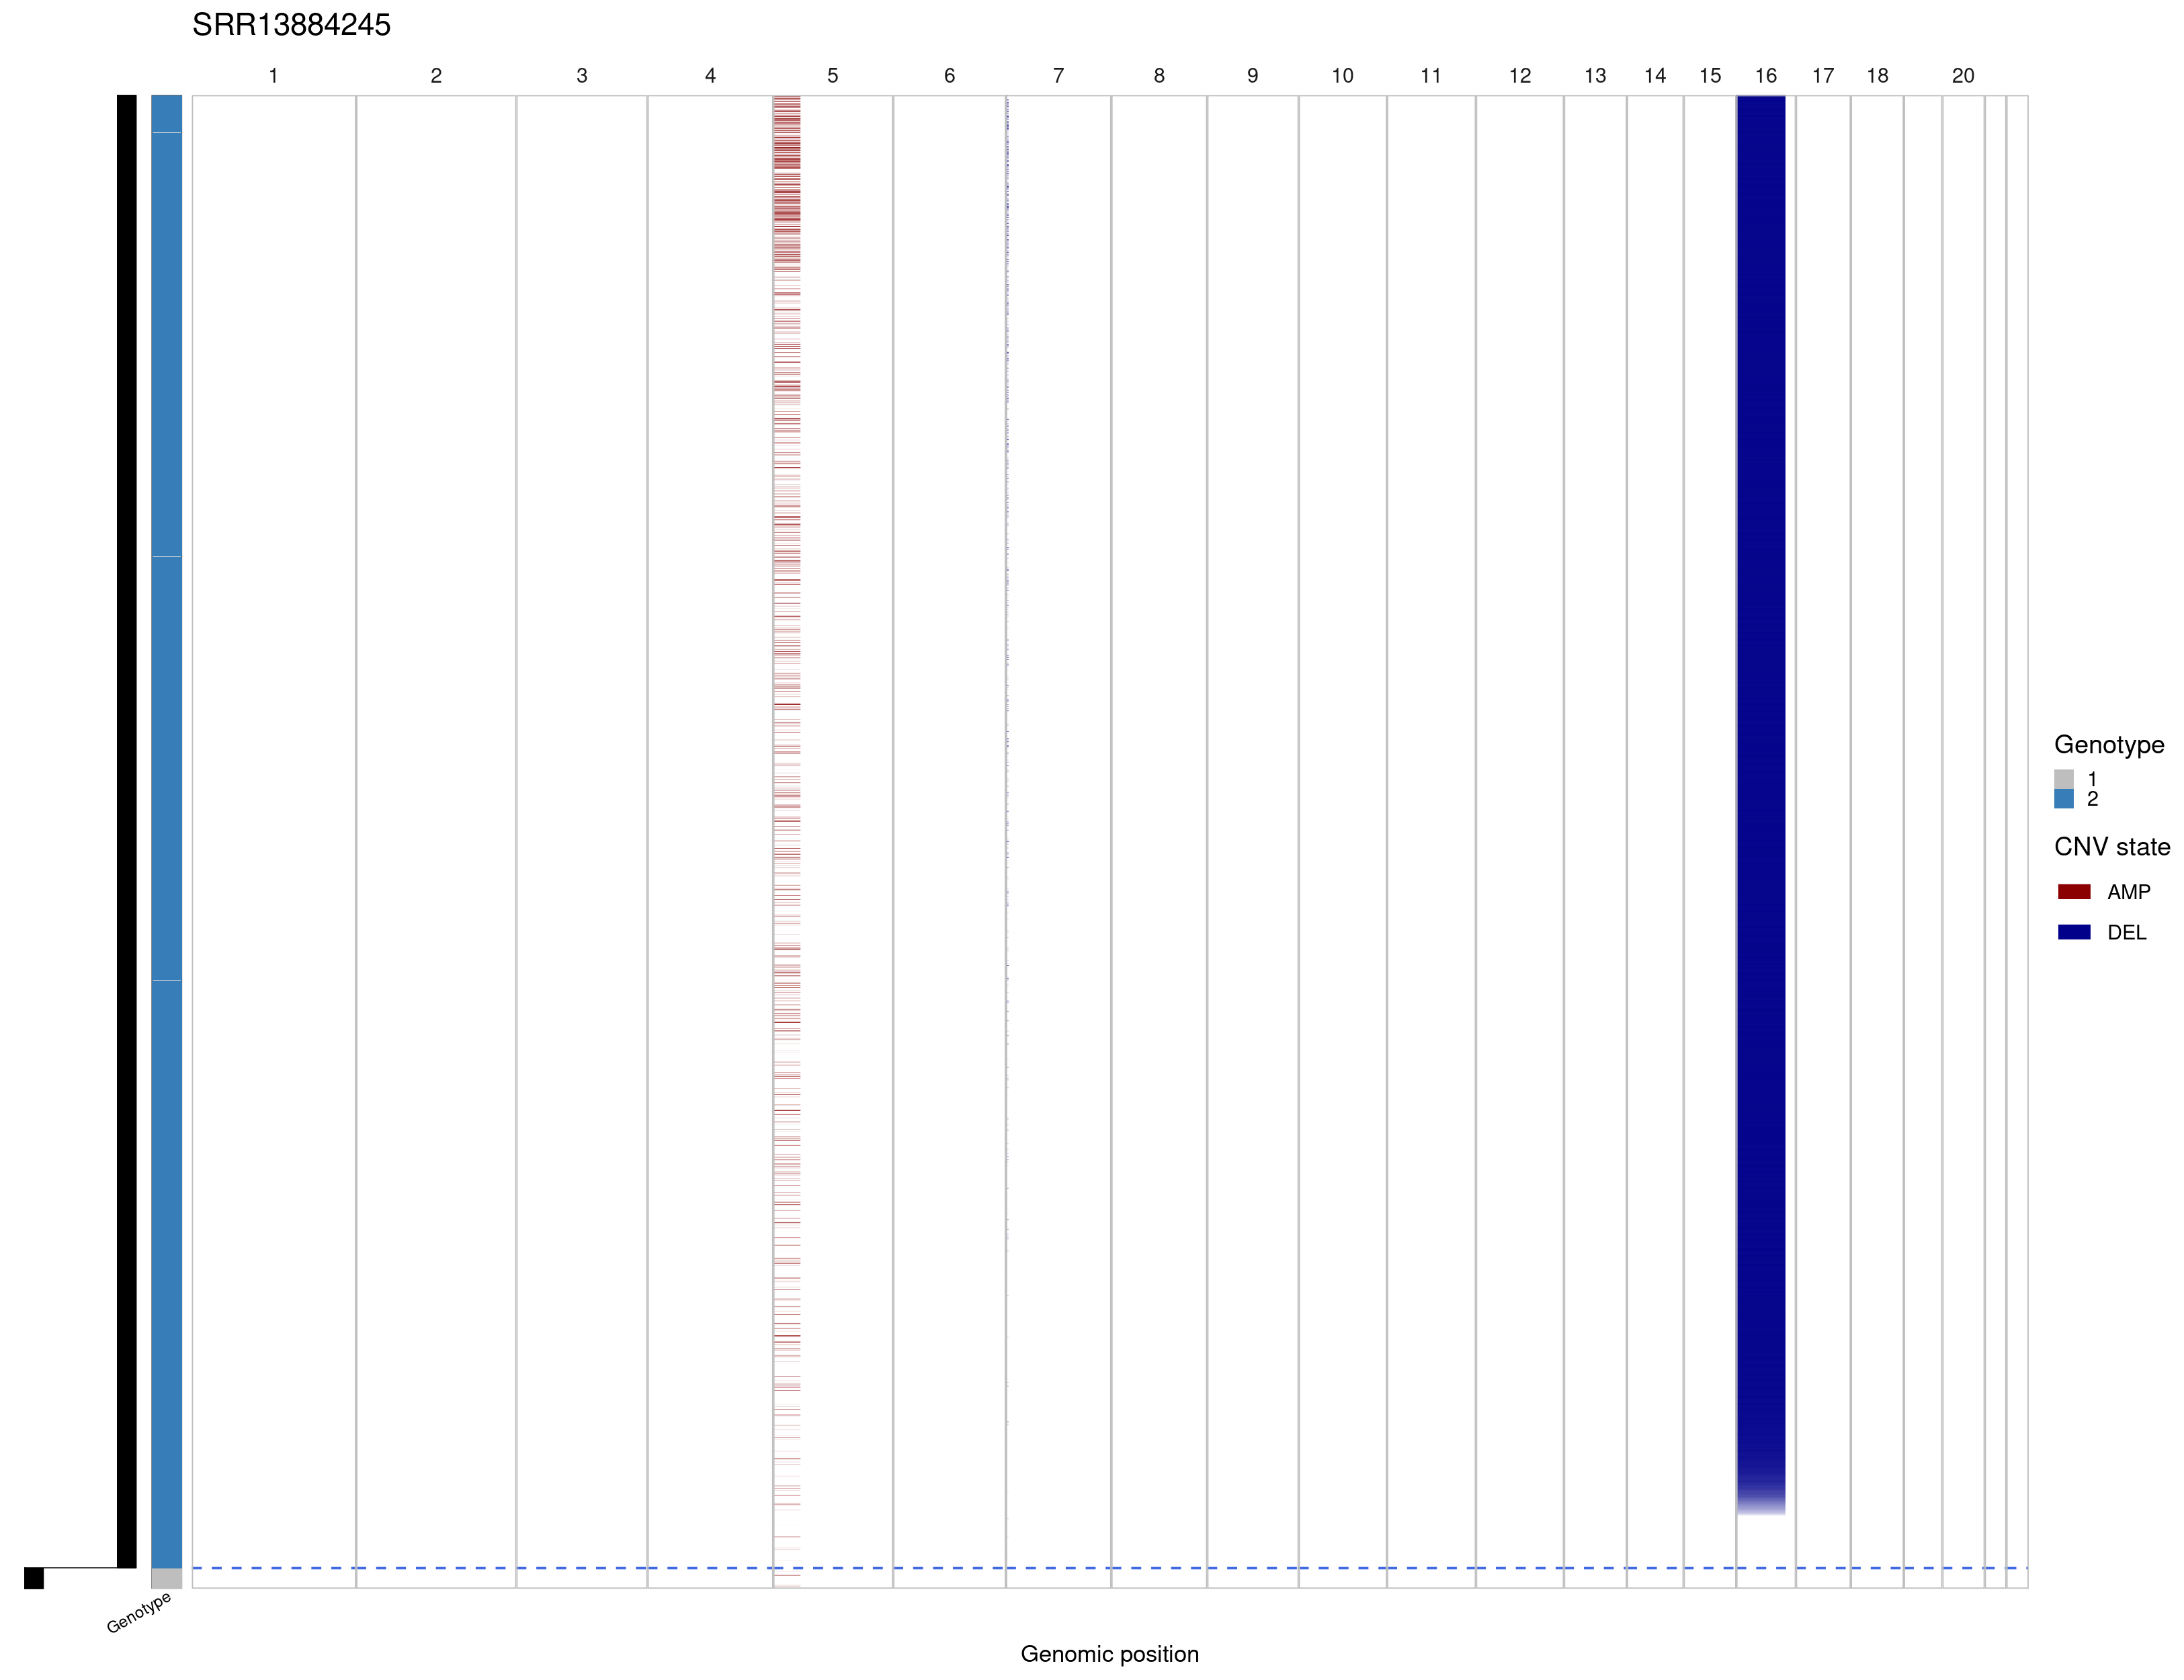 SRR13884245
1 2 3 4 5 6 7 8 9 10 11 12 13 14 15 16 17 18 20
Genotype
1
2
CNV state
AMP
DEL
Genotype
Genomic position